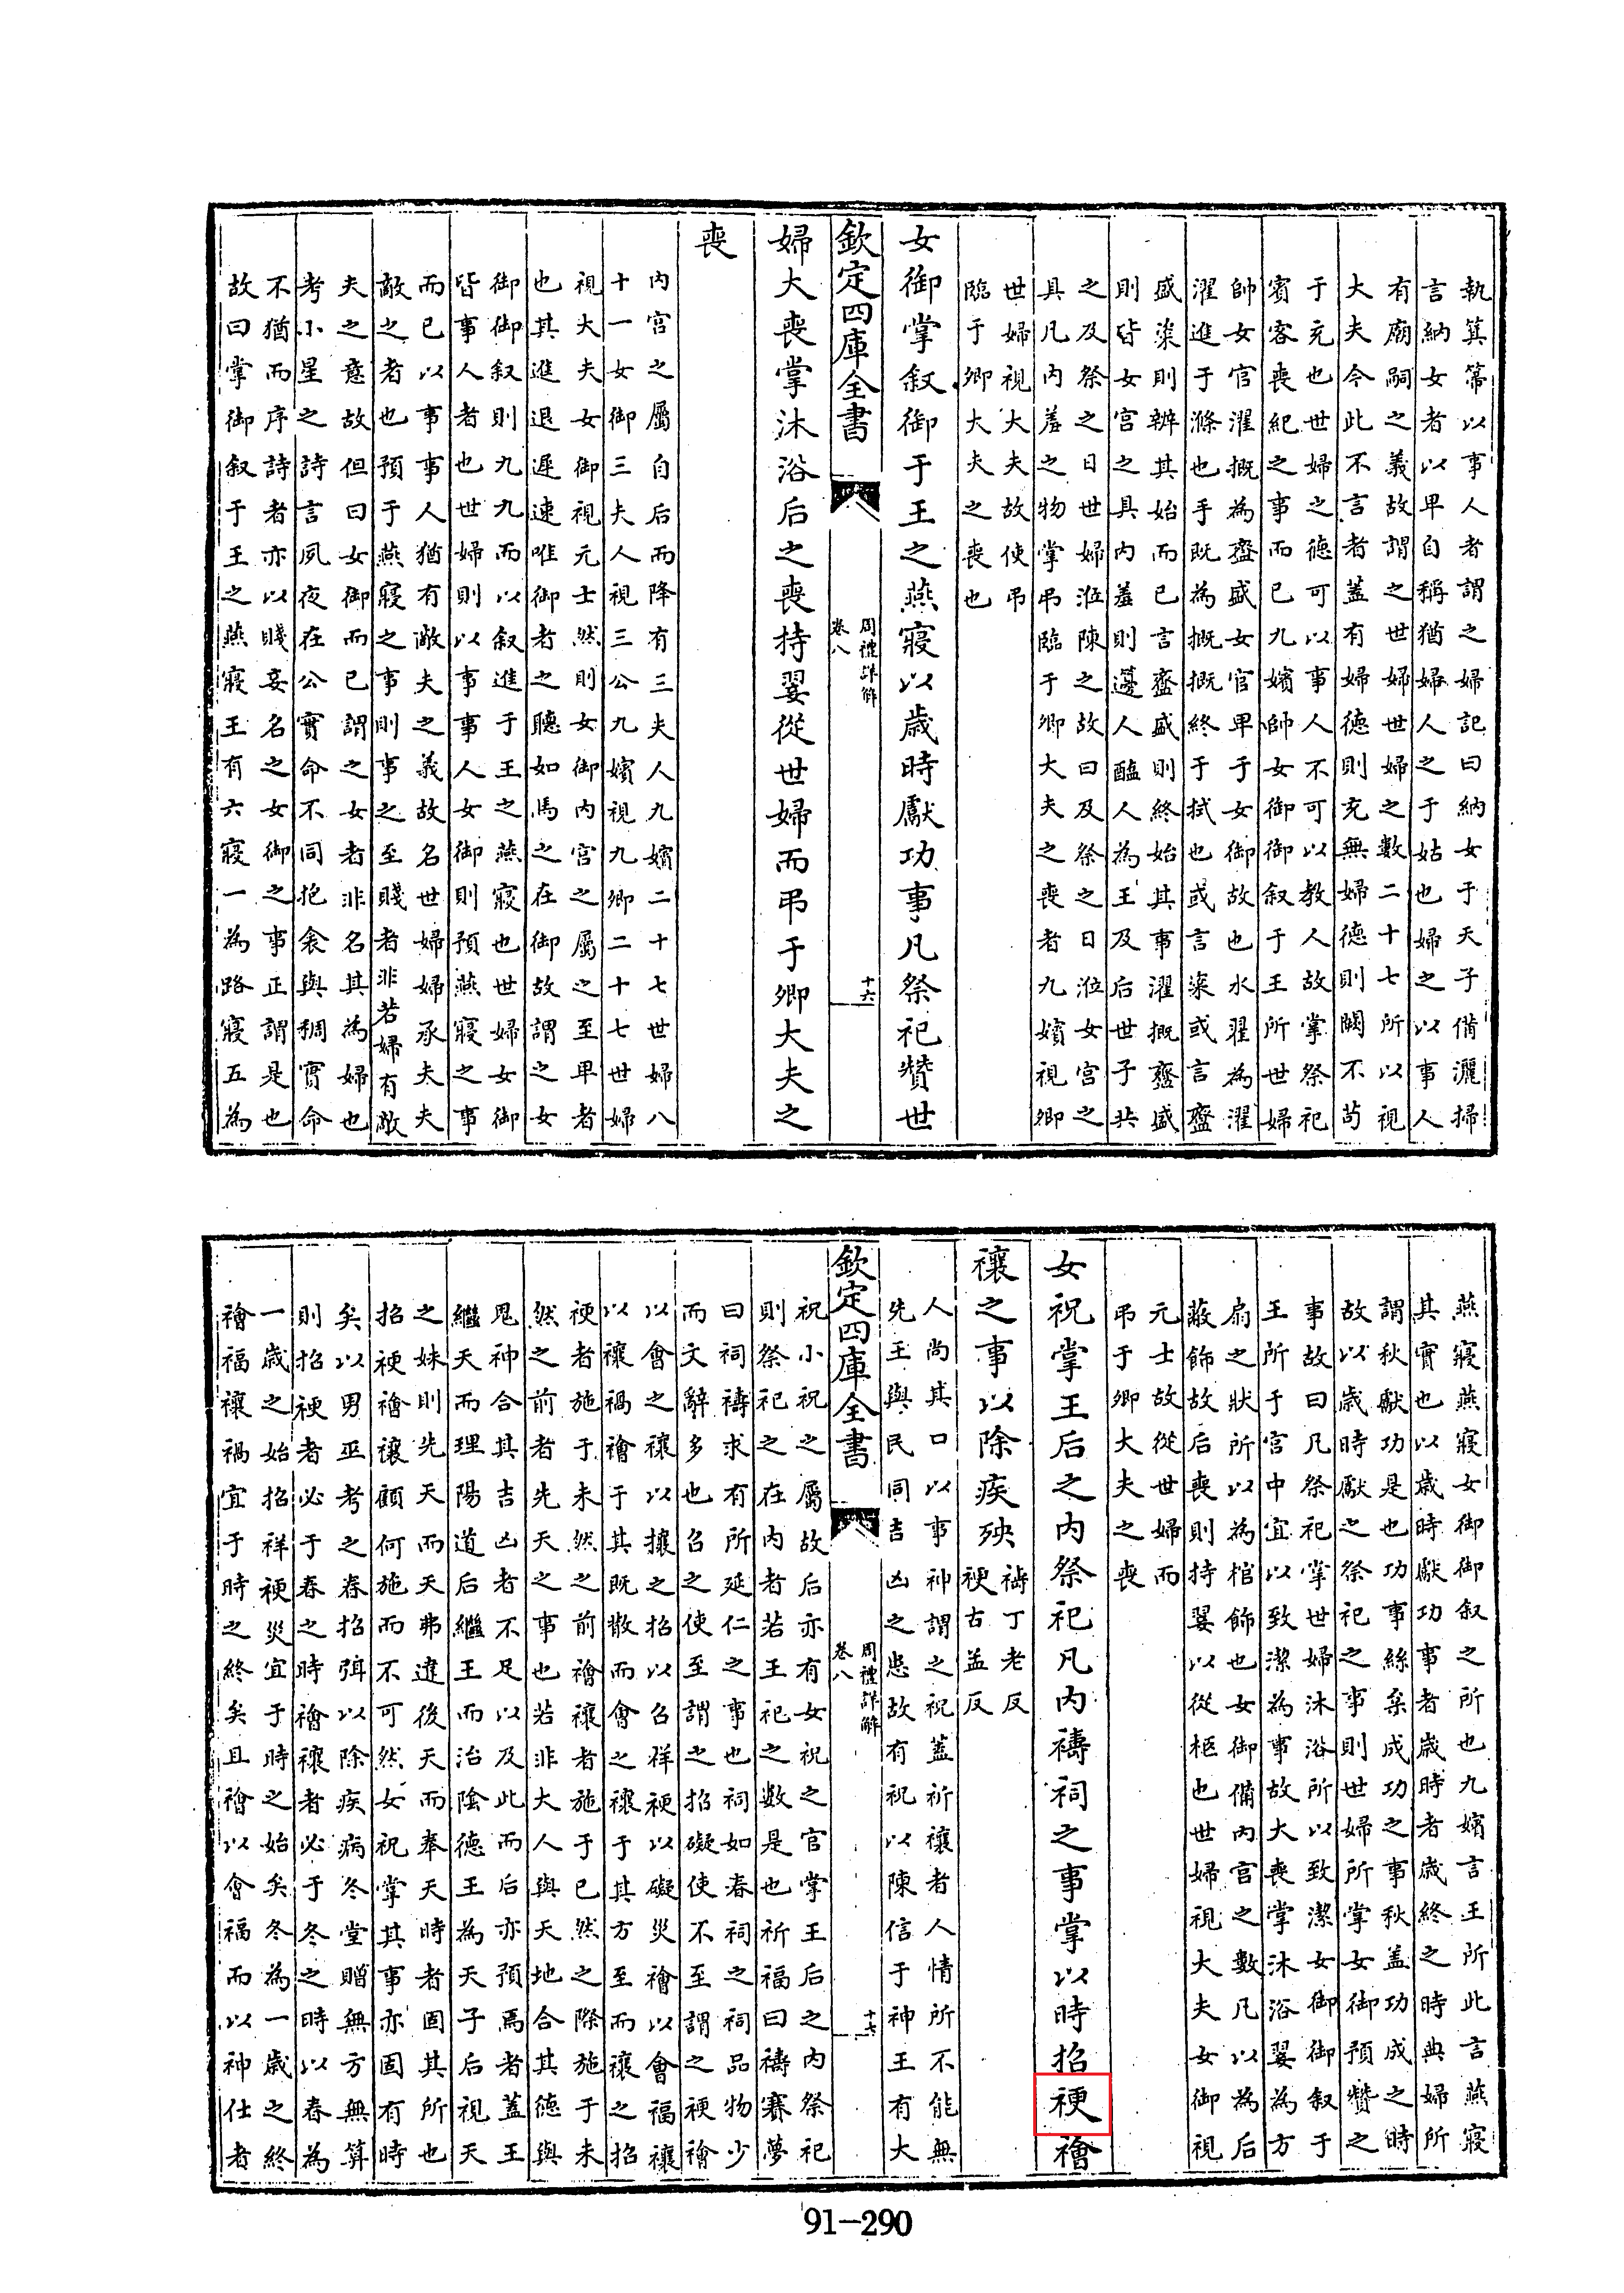 執箕箒以事人者謂之婦記曰納女于天子備灑掃
言納女者以卑自稱猶婦人之于姑也婦之以事人
有廟嗣之義故謂之世婦世婦之數二十七所以視
大夫今此不言者蓋有婦德則充無婦德則闕不苟
于充也世婦之德可以事人不可以教人故掌祭祀
賓客喪紀之事而已九嬪帥女御御叙于王所世婦
帥女官濯摡為齍盛女官卑于女御故也水濯為濯
濯進于滌也手既為摡摡終于拭也或言粢或言齍
盛粢則辨其始而已言齍盛則終始其事濯摡齍盛
則皆女宮之具内羞則籩人醢人為王及后世子共
之及祭之日世婦涖陳之故曰及祭之日涖女宮之
具凡内羞之物掌弔臨于卿大夫之喪者九嬪視卿
世婦視大夫故使弔
臨于卿大夫之喪也
女御掌叙御于王之燕寢以歲時獻功事凡祭祀贊世
欽定四庫全書
周禮詳解
卷八
十六
婦大喪掌沐浴后之喪持翣從世婦而弔于卿大夫之
喪
内宮之屬自后而降有三夫人九嬪二十七世婦八
十一女御三夫人視三公九嬪視九卿二十七世婦
視大夫女御視元士然則女御内宮之屬之至卑者
也其進退遲速唯御者之聽如馬之在御故謂之女
御御叙則九九而以叙進于王之燕寢也世婦女御
皆事人者也世婦則以事事人女御則預燕寢之事
而已以事事人猶有敵夫之義故名世婦婦承夫夫
敵之者也預于燕寢之事則事之至賤者非若婦有敵
夫之意故但曰女御而已謂之女者非名其為婦也
考小星之詩言夙夜在公實命不同抱衾與裯實命
不猶而序詩者亦以賤妾名之女御之事正謂是也
故曰掌御叙于王之燕寢王有六寢一為路寢五為
燕寢燕寢女御御叙之所也九嬪言王所此言燕寢
其實也以歲時獻功事者歲時者歲終之時典婦所
謂秋獻功是也功事絲枲成功之事秋蓋功成之時
故以歲時獻之祭祀之事則世婦所掌女御預贊之
事故曰凡祭祀掌世婦沐浴所以致潔女御御叙于
王所于官中宜以致潔為事故大喪掌沐浴翣為方
扇之狀所以為棺飾也女御備内宮之數凡以為后
蔽飾故后喪則持翣以從柩也世婦視大夫女御視
元士故從世婦而
弔于卿大夫之喪
女祝掌王后之内祭祀凡内禱祠之事掌以時招梗禬
禳之事以除疾殃
禱丁老反
梗古孟反
人尚其口以事神謂之祝蓋祈禳者人情所不能無
先王與民同吉凶之患故有祝以陳信于神王有大
欽定四庫全書
周禮詳解
卷八
十七
祝小祝之屬故后亦有女祝之官掌王后之内祭祀
則祭祀之在内者若王祀之數是也祈福曰禱賽夢
曰祠禱求有所延仁之事也祠如春祠之祠品物少
而文辭多也召之使至謂之招礙使不至謂之梗禬
以會之禳以攘之招以召祥梗以礙災禬以會福禳
以禳禍禬于其既散而會之禳于其方至而禳之招
梗者施于未然之前禬禳者施于已然之際施于未
然之前者先天之事也若非大人與天地合其德與
鬼神合其吉凶者不足以及此而后亦預焉者蓋王
繼天而理陽道后繼王而治陰德王為天子后視天
之妹則先天而天弗違後天而奉天時者固其所也
招梗禬禳顧何施而不可然女祝掌其事亦固有時
矣以男巫考之春招弭以除疾病冬堂贈無方無算
則招梗者必于春之時禬禳者必于冬之時以春為
一歲之始招祥梗災宜于時之始矣冬為一歲之終
禬福禳禍宜于時之終矣且禬以會福而以神仕者
91-290